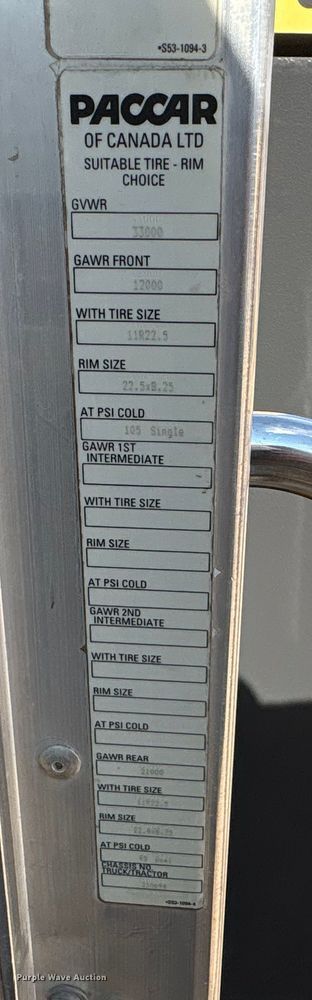 •S53-1094-3
PACCAR
OF CANADA LTD
SUITABLE TIRE - RIM
CHOICE
GVWR
33000
GAWR FRONT
12000
WITH TIRE SIZE
11R22.5
RIM SIZE
22.5x8.25
AT PSI COLD
105 Single
GAWR 1ST
INTERMEDIATE
WITH TIRE SIZE
RIM SIZE
AT PSI COLD
GAWR 2ND
INTERMEDIATE
WITH TIRE SIZE
RIM SIZE
AT PSI COLD
GAWR REAR
21000
WITH TIRE SIZE
11R22.5
RIM SIZE
AT PSI COLD
CHASSIS NO.
TRUCK/TRACTOR
•S53-1094-4
Purple Wave Auction